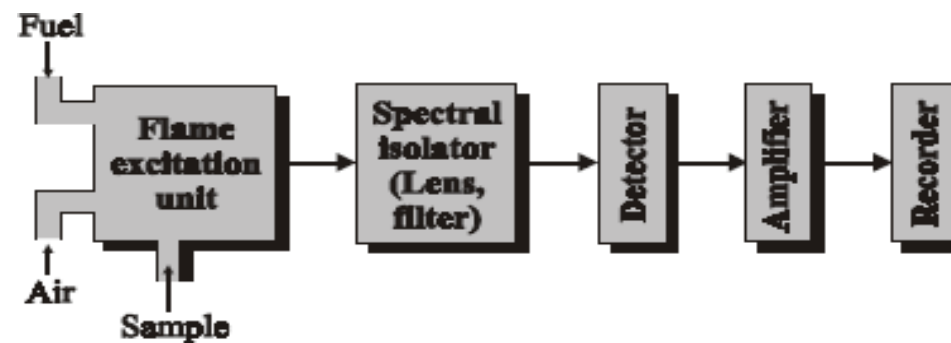 Fuel
Flame
excitation
unit
Air
Sample
Spectral
isolator
(Lens,
filter)
Detector
Amplifier
Recorder